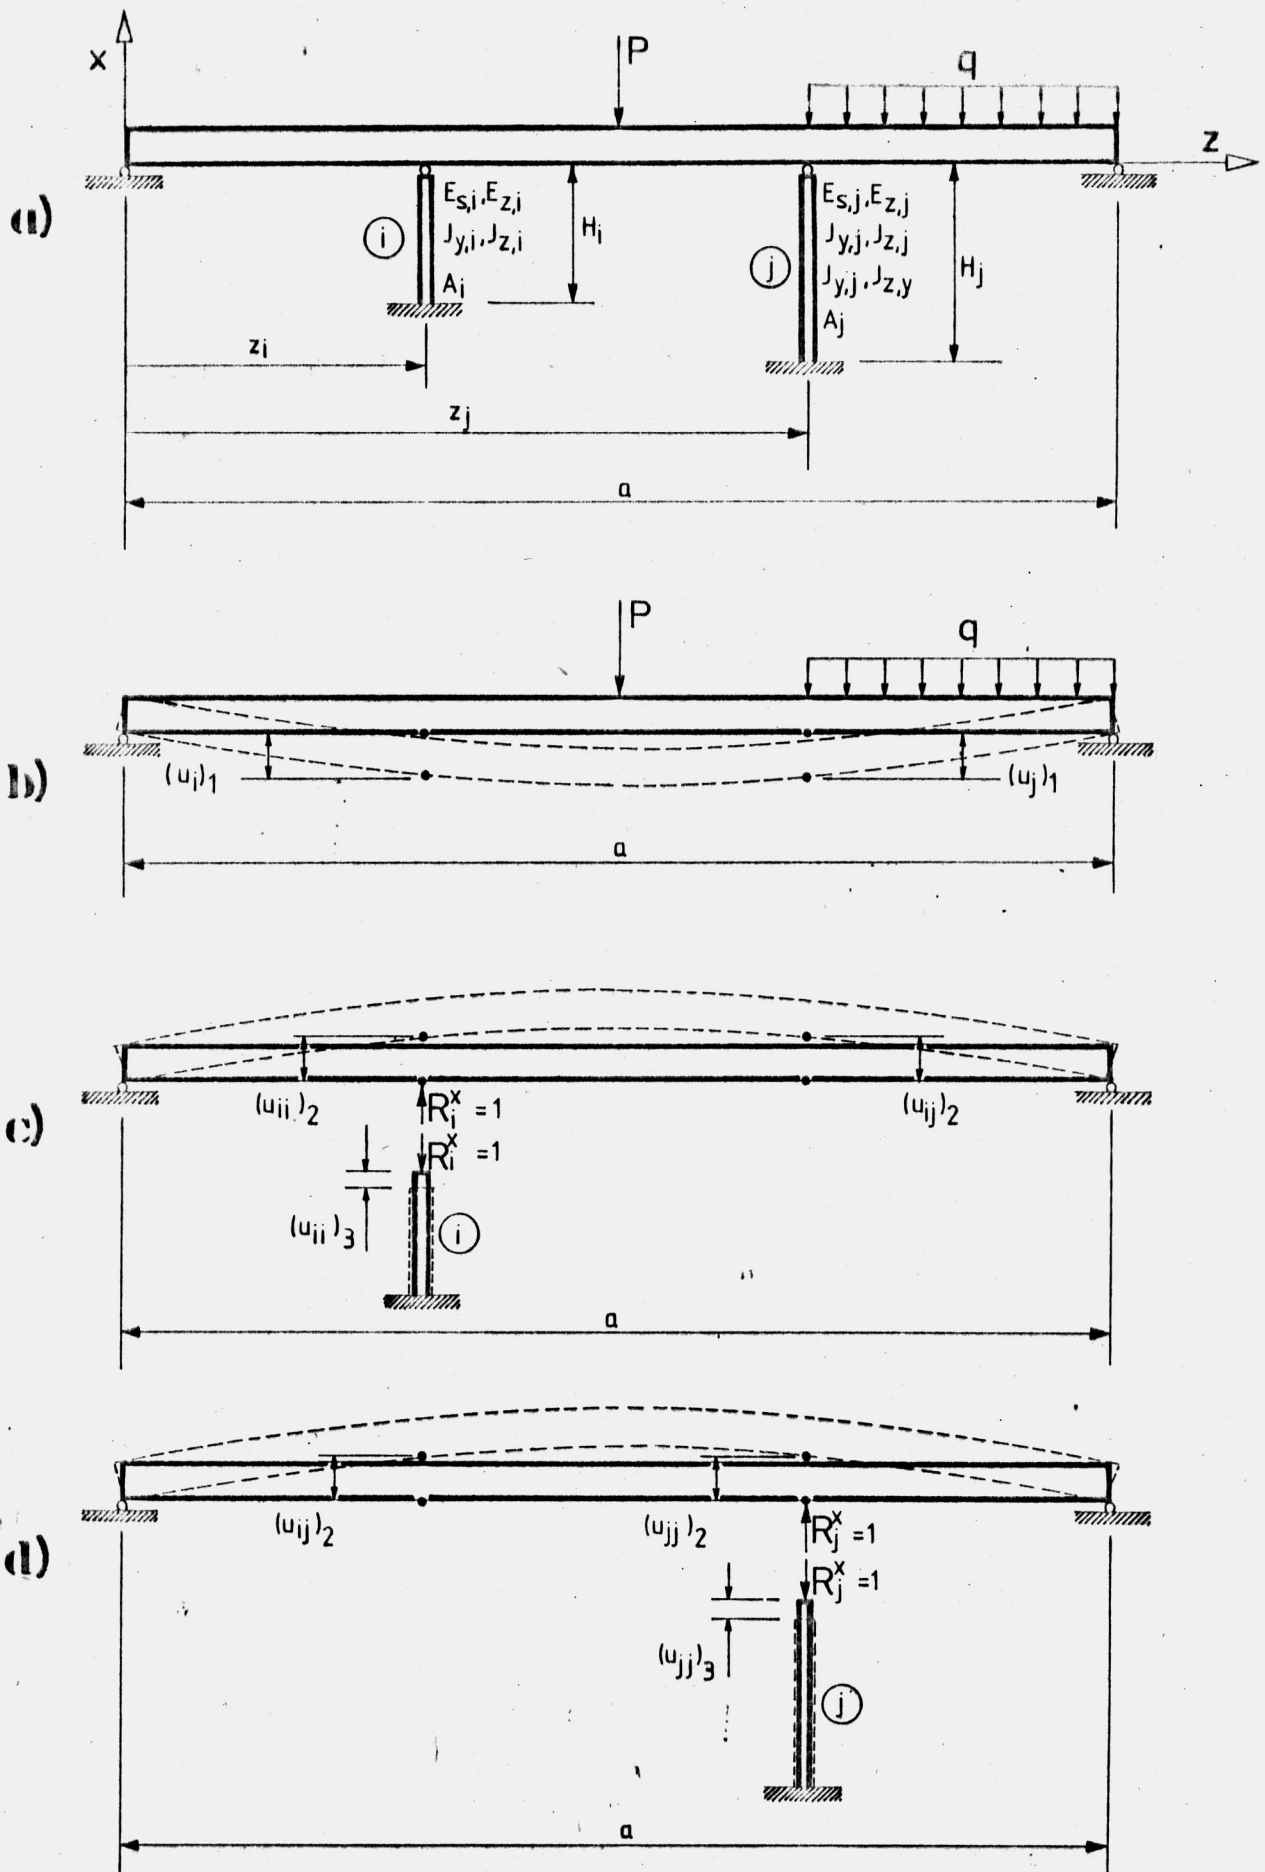 x
P
q
z
a)
E_s,i, E_z,i
J_y,i, J_z,i
A_i
i
H_i
E_s,j, E_z,j
J_y,j, J_z,j
J_y,j, J_z,y
A_j
j
H_j
z_i
z_j
a
P
q
b)
(u_i)_1
(u_j)_1
a
c)
(u_ii)_2
R_i^x = 1
(u_ij)_2
R_i^x = 1
(u_ii)_3
i
a
d)
(u_ij)_2
(u_jj)_2
R_j^x = 1
R_j^x = 1
(u_jj)_3
j
a